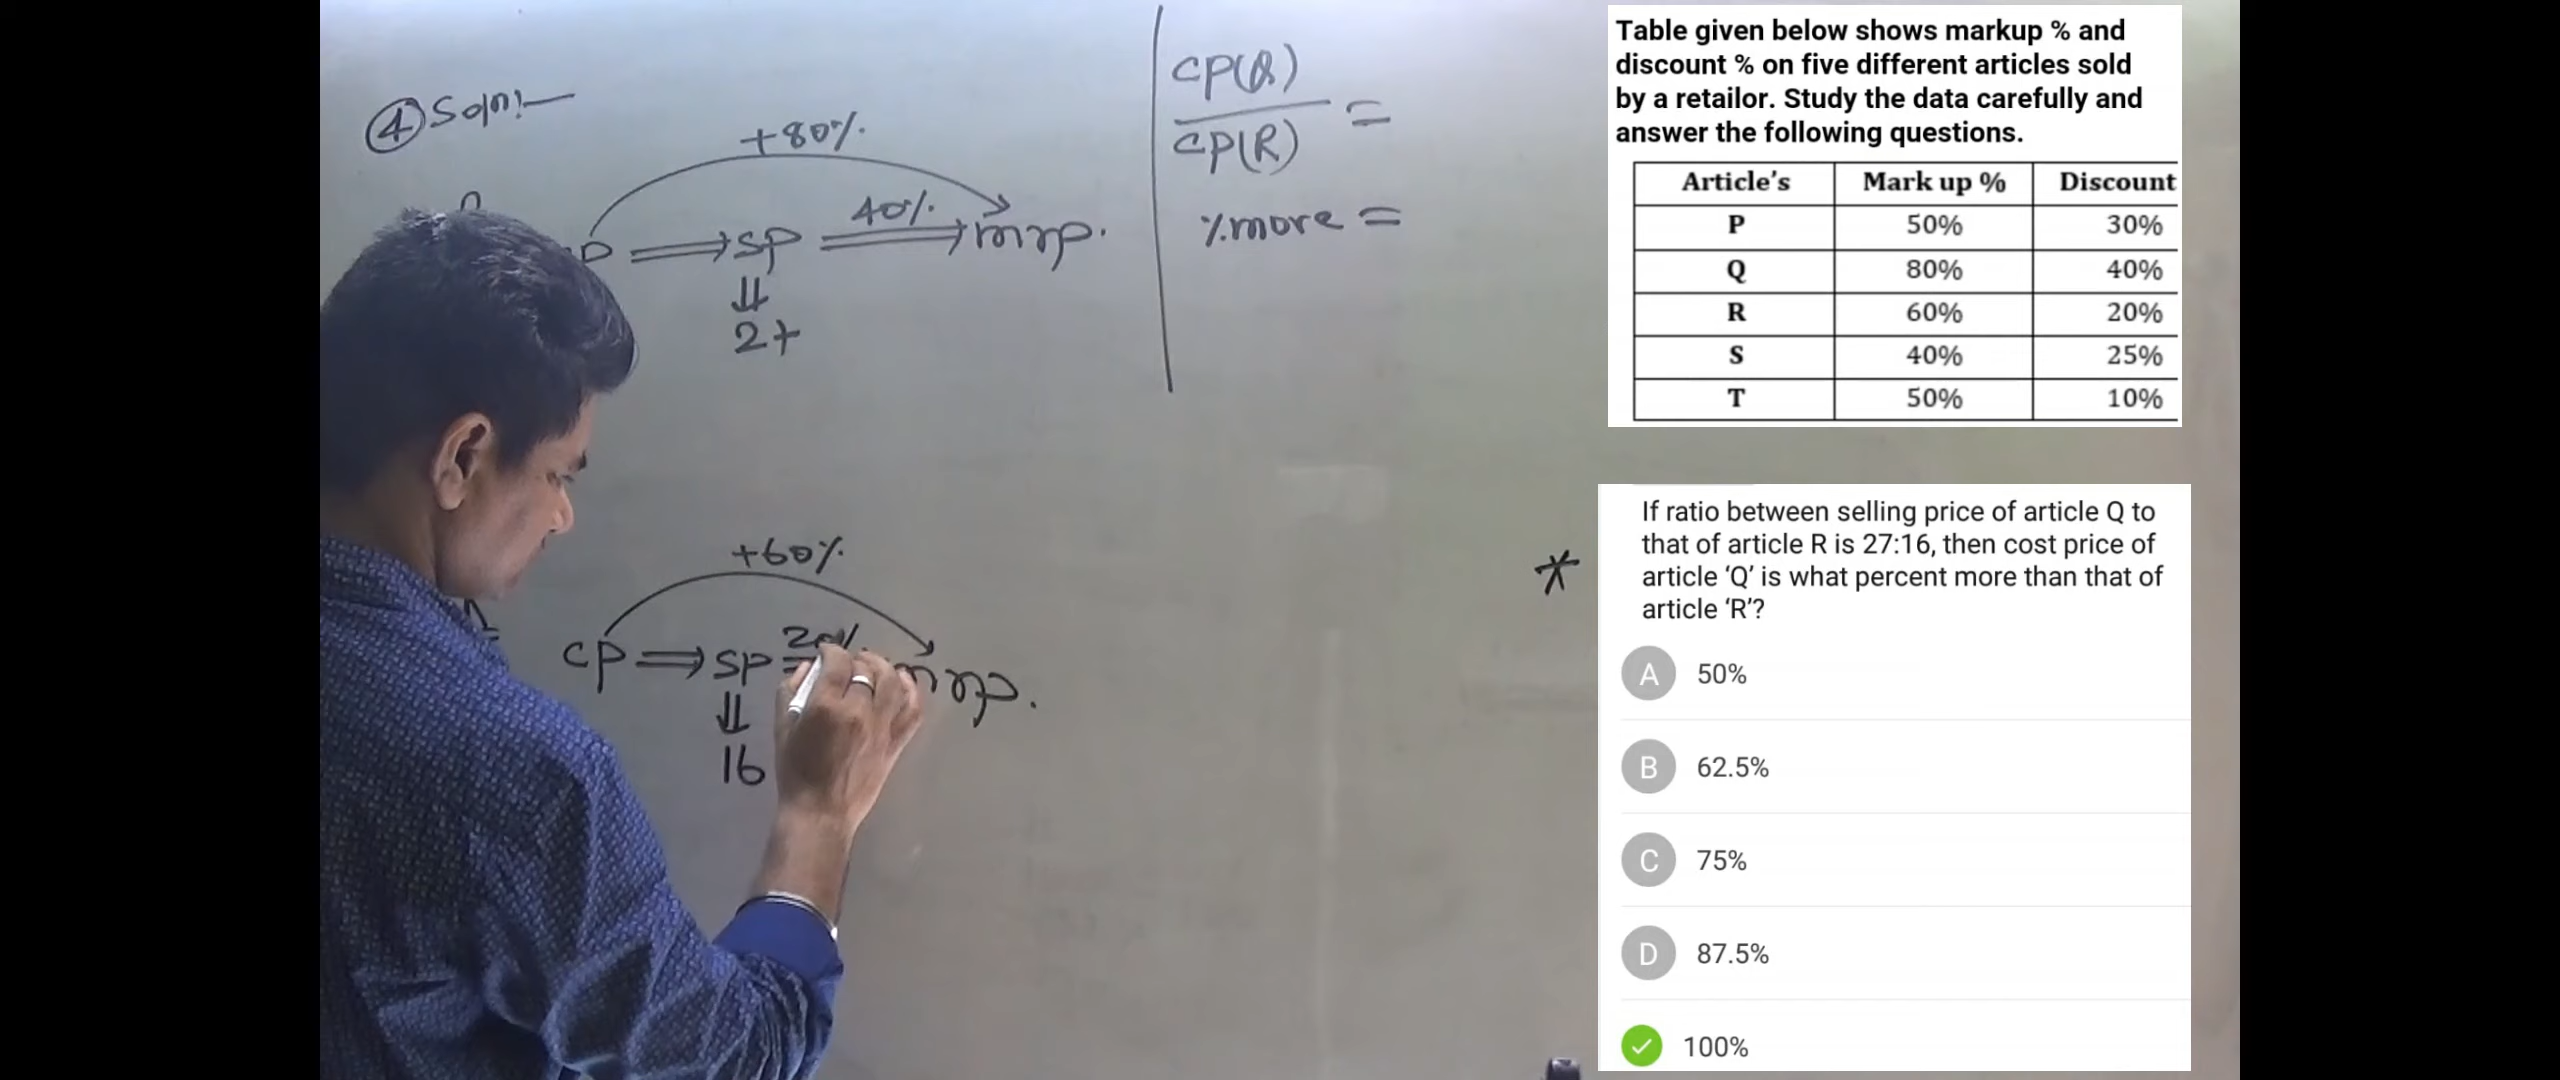 ④ Soln:—
+80%
SP 40% mrp.
27
CP(Q)
CP(R) =
% more =
+60%
CP ⇒ SP 20% mrp.
16
*
Table given below shows markup % and
discount % on five different articles sold
by a retailor. Study the data carefully and
answer the following questions.
Article's Mark up % Discount
P 50% 30%
Q 80% 40%
R 60% 20%
S 40% 25%
T 50% 10%
If ratio between selling price of article Q to
that of article R is 27:16, then cost price of
article ‘Q’ is what percent more than that of
article ‘R’?
A 50%
B 62.5%
C 75%
D 87.5%
100%